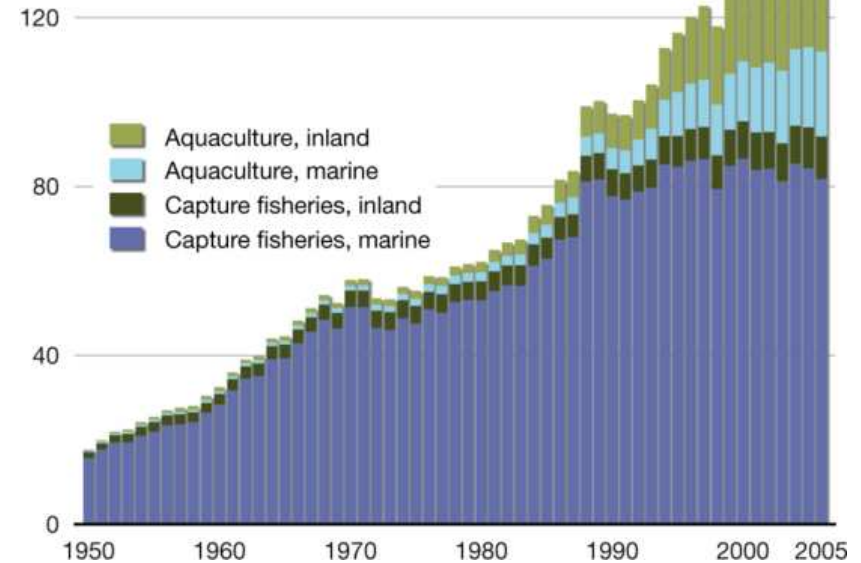 120
Aquaculture, inland
Aquaculture, marine
80
Capture fisheries, inland
Capture fisheries, marine
40
0
1950 1960 1970 1980 1990 2000 2005